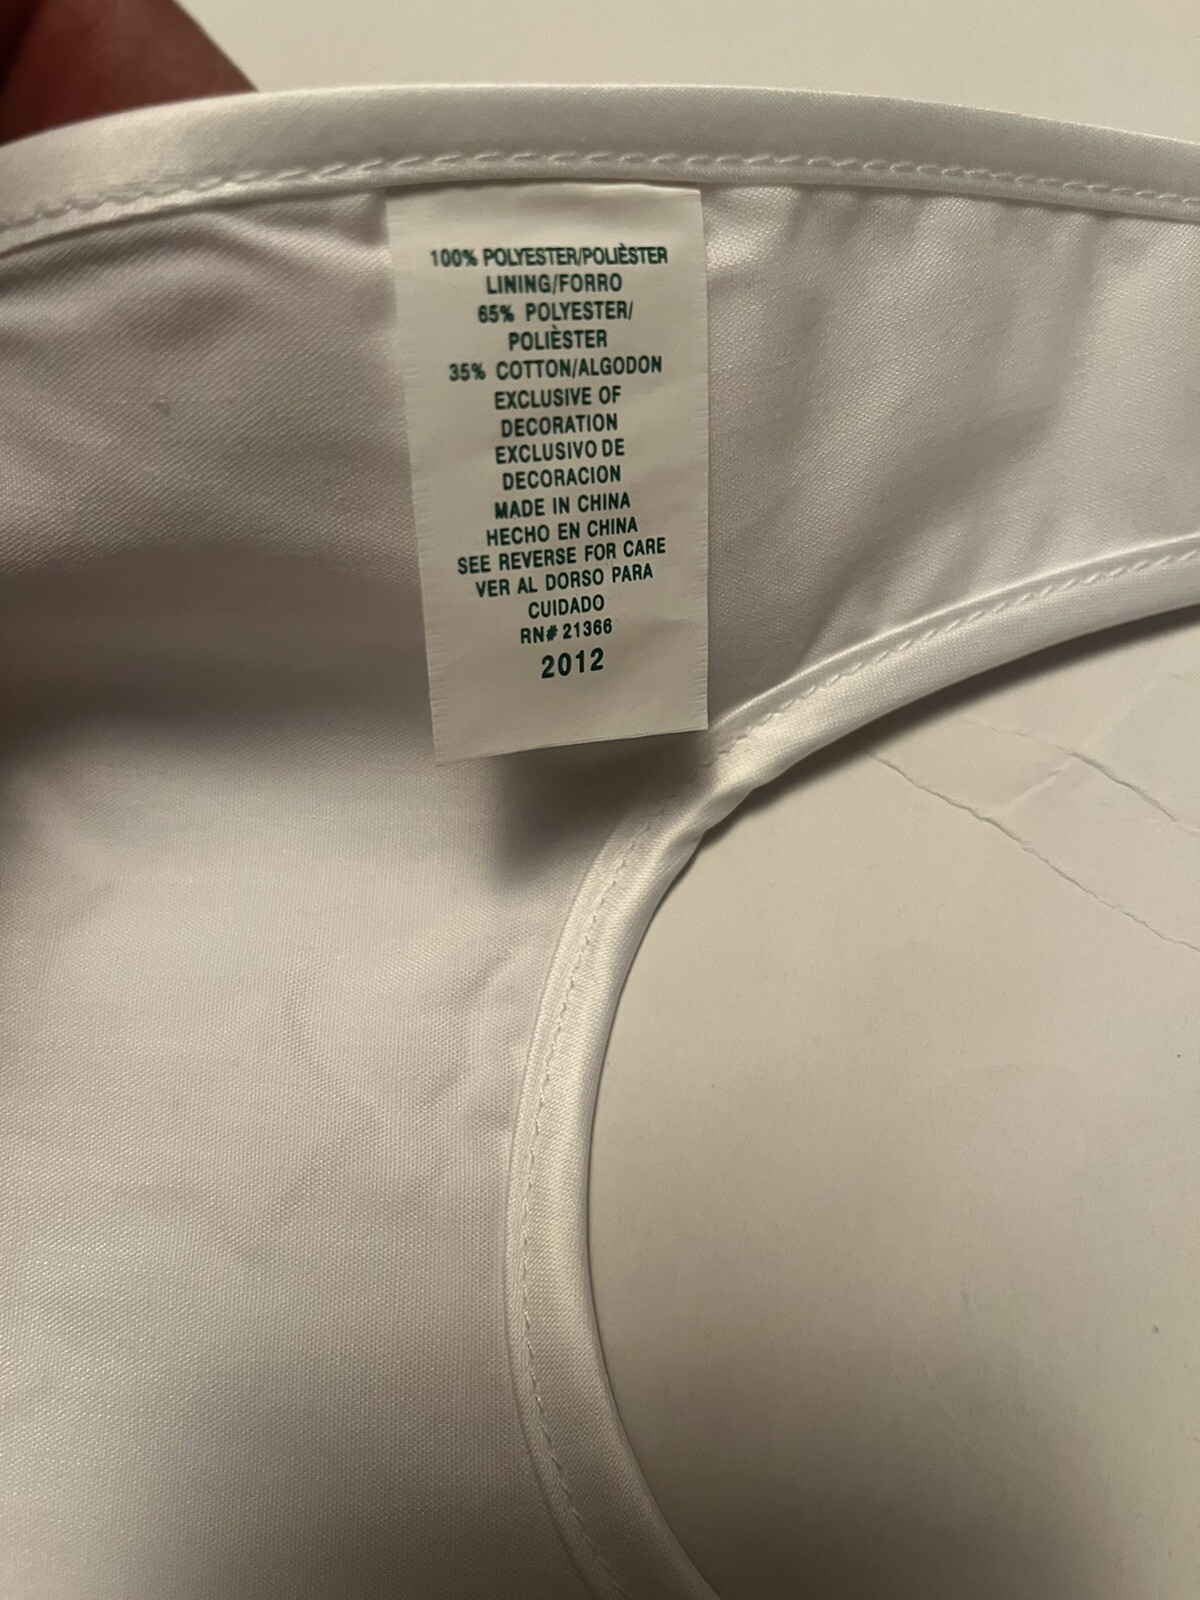 100% POLYESTER/POLIÈSTER
LINING/FORRO
65% POLYESTER/
POLIÈSTER
35% COTTON/ALGODON
EXCLUSIVE OF
DECORATION
EXCLUSIVO DE
DECORACION
MADE IN CHINA
HECHO EN CHINA
SEE REVERSE FOR CARE
VER AL DORSO PARA
CUIDADO
RN# 21366
2012